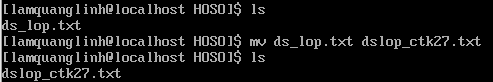 [lamquanglinh@localhost HOSO]$ ls
ds_lop.txt
[lamquanglinh@localhost HOSO]$ mv ds_lop.txt dslop_ctk27.txt
[lamquanglinh@localhost HOSO]$ ls
dslop_ctk27.txt